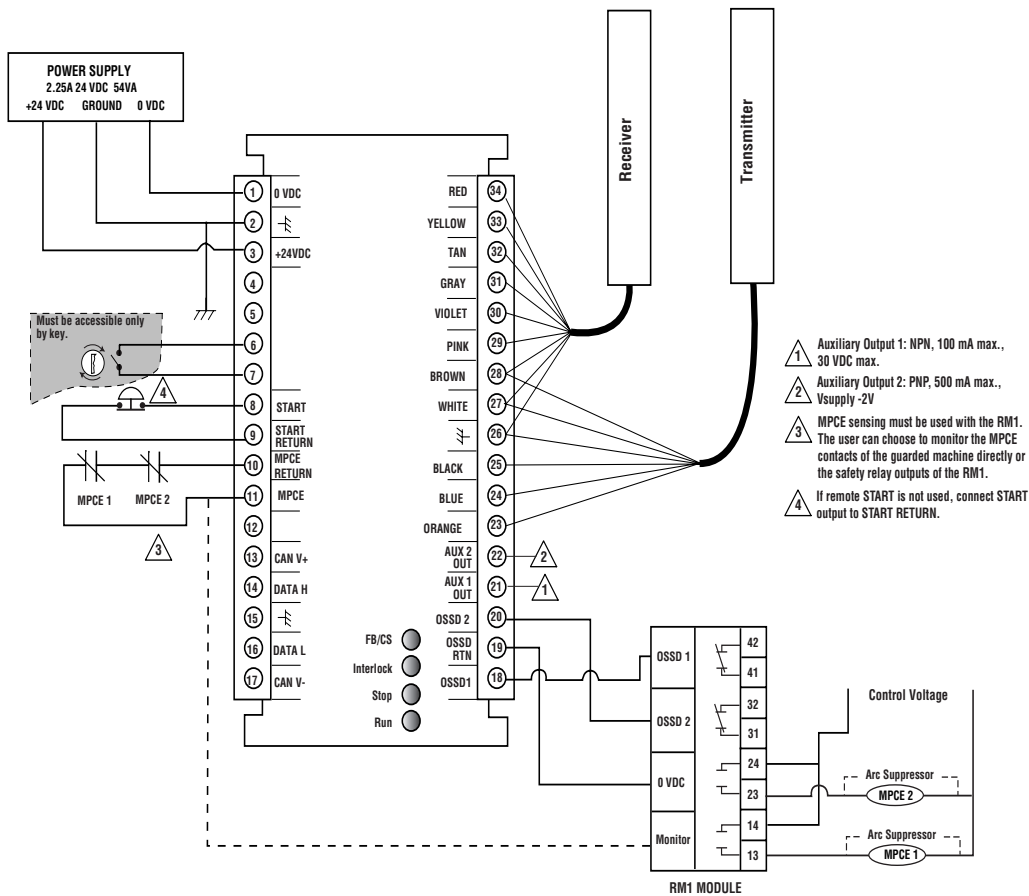 POWER SUPPLY
2.25A 24 VDC 54VA
+24 VDC GROUND 0 VDC
Receiver
Transmitter
1 0 VDC
2
3 +24VDC
4
5
Must be accessible only
by key.
6
7
4
8 START
9 START
RETURN
10 MPCE
RETURN
11 MPCE
MPCE 1 MPCE 2
3
12
13 CAN V+
14 DATA H
15
16 DATA L
17 CAN V-
RED 34
YELLOW 33
TAN 32
GRAY 31
VIOLET 30
PINK 29
BROWN 28
WHITE 27
26
BLACK 25
BLUE 24
ORANGE 23
AUX 2
OUT 22
2
AUX 1
OUT 21
1
OSSD 2 20
OSSD
RTN 19
OSSD1 18
FB/CS
Interlock
Stop
Run
1 Auxiliary Output 1: NPN, 100 mA max.,
30 VDC max.
2 Auxiliary Output 2: PNP, 500 mA max.,
Vsupply -2V
3 MPCE sensing must be used with the RM1.
The user can choose to monitor the MPCE
contacts of the guarded machine directly or
the safety relay outputs of the RM1.
4 If remote START is not used, connect START
output to START RETURN.
OSSD 1
OSSD 2
0 VDC
Monitor
42
41
32
31
24
23
14
13
RM1 MODULE
Control Voltage
Arc Suppressor
MPCE 2
Arc Suppressor
MPCE 1